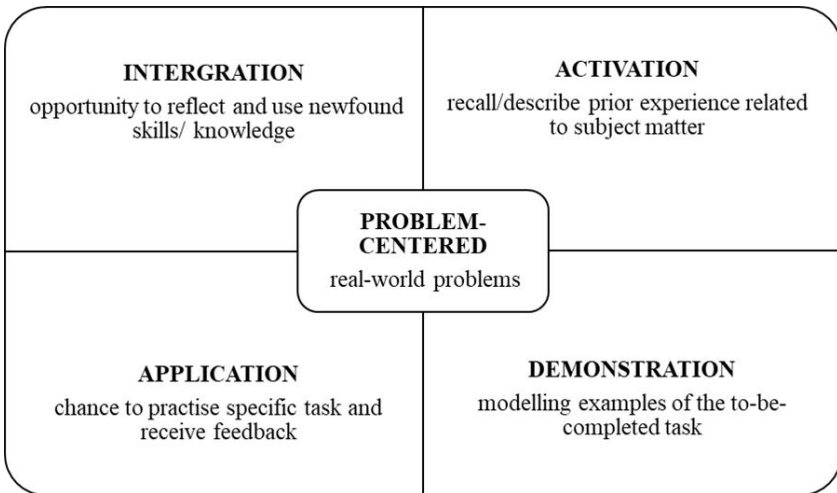 INTERGRATION
opportunity to reflect and use newfound
skills/ knowledge
ACTIVATION
recall/describe prior experience related
to subject matter
PROBLEM-
CENTERED
real-world problems
APPLICATION
chance to practise specific task and
receive feedback
DEMONSTRATION
modelling examples of the to-be-
completed task